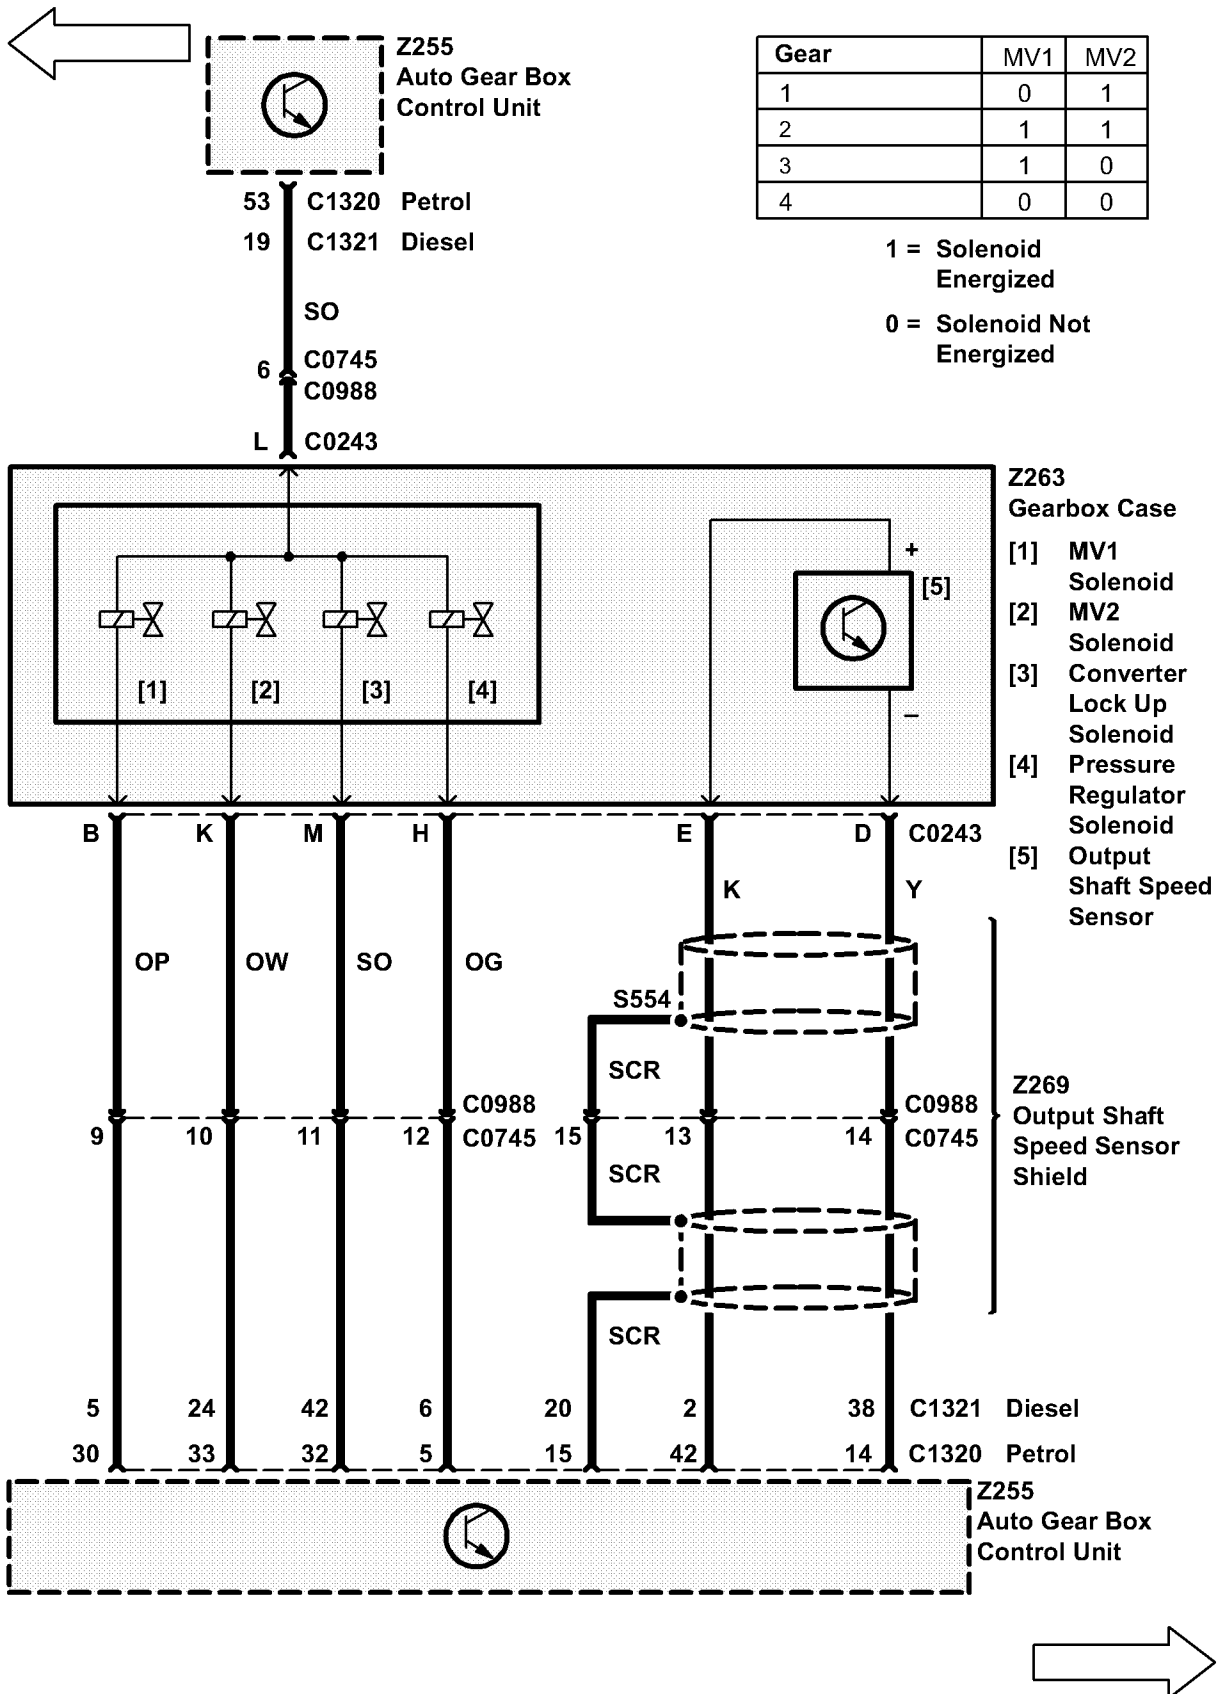 Z255
Auto Gear Box
Control Unit
Gear MV1 MV2
1 0 1
2 1 1
3 1 0
4 0 0
1 = Solenoid
Energized
0 = Solenoid Not
Energized
53 C1320 Petrol
19 C1321 Diesel
SO
6 C0745
C0988
L C0243
Z263
Gearbox Case
[1] MV1
Solenoid
[2] MV2
Solenoid
[3] Converter
Lock Up
Solenoid
[4] Pressure
Regulator
Solenoid
[5] Output
Shaft Speed
Sensor
+
[5]
–
[1] [2] [3] [4]
B K M H E D C0243
K Y
OP OW SO OG
S554
SCR
C0988 C0988
9 10 11 12 C0745 15 13 14 C0745
SCR
Z269
Output Shaft
Speed Sensor
Shield
SCR
5 24 42 6 20 2 38 C1321 Diesel
30 33 32 5 15 42 14 C1320 Petrol
Z255
Auto Gear Box
Control Unit